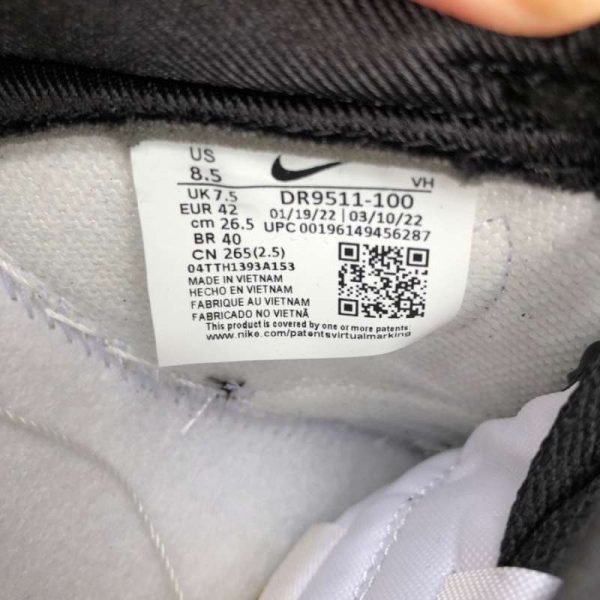 US
8.5
VH
UK 7.5
DR9511-100
EUR 42
01/19/22 | 03/10/22
cm 26.5
UPC 00196149456287
BR 40
CN 265(2.5)
04TTH1393A153
MADE IN VIETNAM
HECHO EN VIETNAM
FABRIQUE AU VIETNAM
FABRICADO NO VIETNÃ
This product is covered by one or more patents:
www.nike.com/patentsvirtualmarking